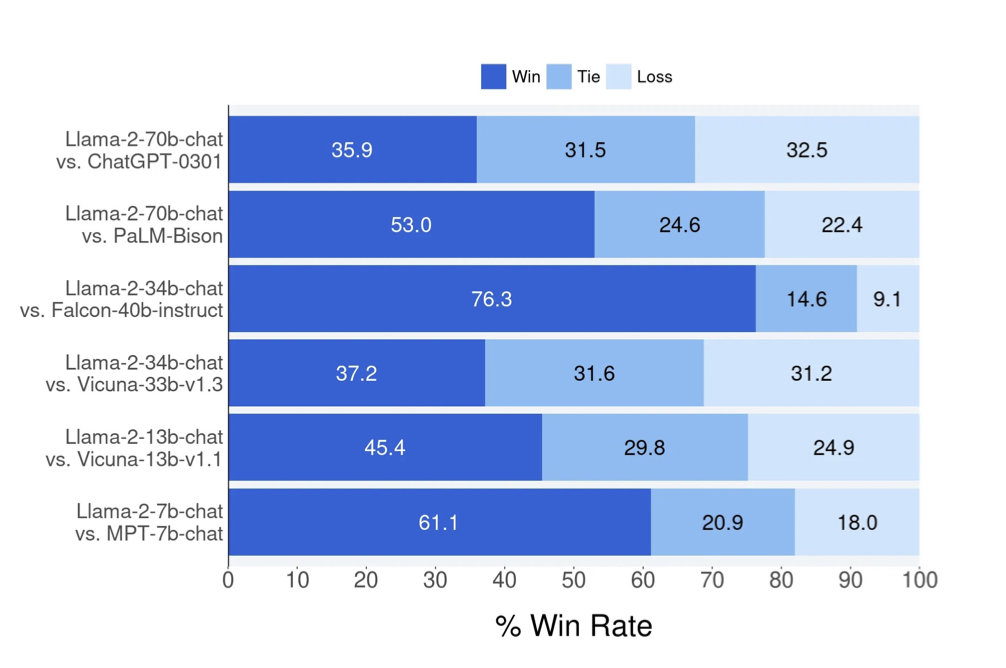 Win Tie Loss
Llama-2-70b-chat
vs. ChatGPT-0301
35.9 31.5 32.5
Llama-2-70b-chat
vs. PaLM-Bison
53.0 24.6 22.4
Llama-2-34b-chat
vs. Falcon-40b-instruct
76.3 14.6 9.1
Llama-2-34b-chat
vs. Vicuna-33b-v1.3
37.2 31.6 31.2
Llama-2-13b-chat
vs. Vicuna-13b-v1.1
45.4 29.8 24.9
Llama-2-7b-chat
vs. MPT-7b-chat
61.1 20.9 18.0
0 10 20 30 40 50 60 70 80 90 100
% Win Rate